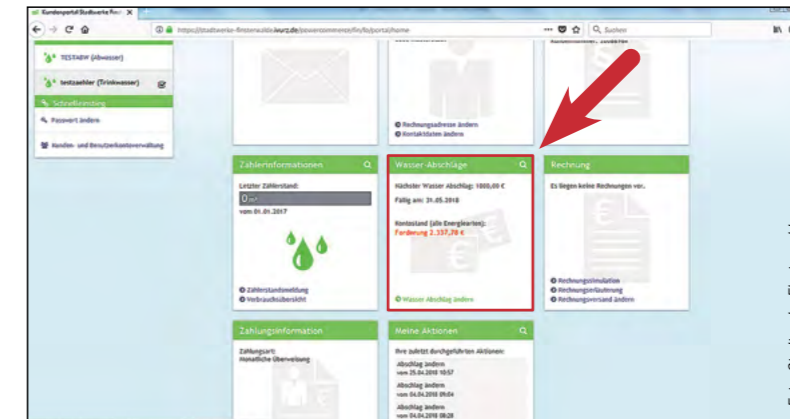 Kundenportal Stadtwerke Fins
https://stadtwerke-finsterwalde.iwyrz.de/powercommerce/fin/fo/portal/home
Suchen
TESTABW (Abwasser)
testzaehler (Trinkwasser)
Schnelleinstieg
Passwort ändern
Kunden- und Benutzerkontoverwaltung
Rechnungsadresse ändern
Kontaktdaten ändern
Zählerinformationen
Letzter Zählerstand:
0 m³
vom 01.01.2017
Zählerstandsmeldung
Verbrauchsübersicht
Wasser-Abschläge
Nächster Wasser Abschlag: 1000,00 €
Fällig am: 31.05.2018
Kontostand (alle Energiearten):
Forderung 2.337,78 €
Wasser Abschlag ändern
Rechnung
Es liegen keine Rechnungen vor.
Rechnungssimulation
Rechnungserläuterung
Rechnungsversand ändern
Zahlungsinformation
Zahlungsart:
Monatliche Überweisung
Meine Aktionen
Ihre zuletzt durchgeführten Aktionen:
Abschlag ändern
vom 25.04.2018 10:57
Abschlag ändern
vom 04.04.2018 09:04
Abschlag ändern
vom 04.04.2018 08:28